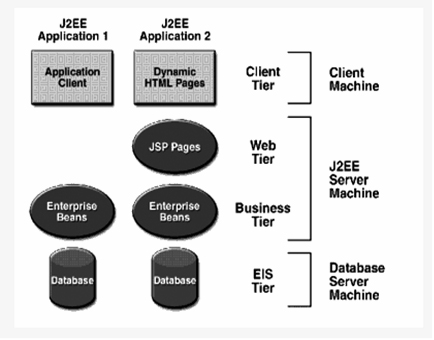 J2EE
Application 1
J2EE
Application 2
Application
Client
Dynamic
HTML Pages
Client
Tier
Client
Machine
JSP Pages
Web
Tier
J2EE
Server
Machine
Enterprise
Beans
Enterprise
Beans
Business
Tier
Database
Database
EIS
Tier
Database
Server
Machine